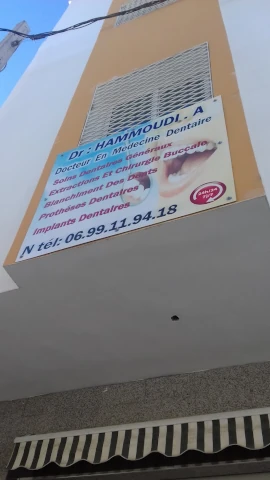 Dr : HAMMOUDI. A
Docteur En Medecine Dentaire
Soins Dentaires Généraux
Extractions Et Chirurgie Buccale
Blanchiment Des Dents
Prothéses Dentaires
Implants Dentaires
N tél: 06.99.11.94.18